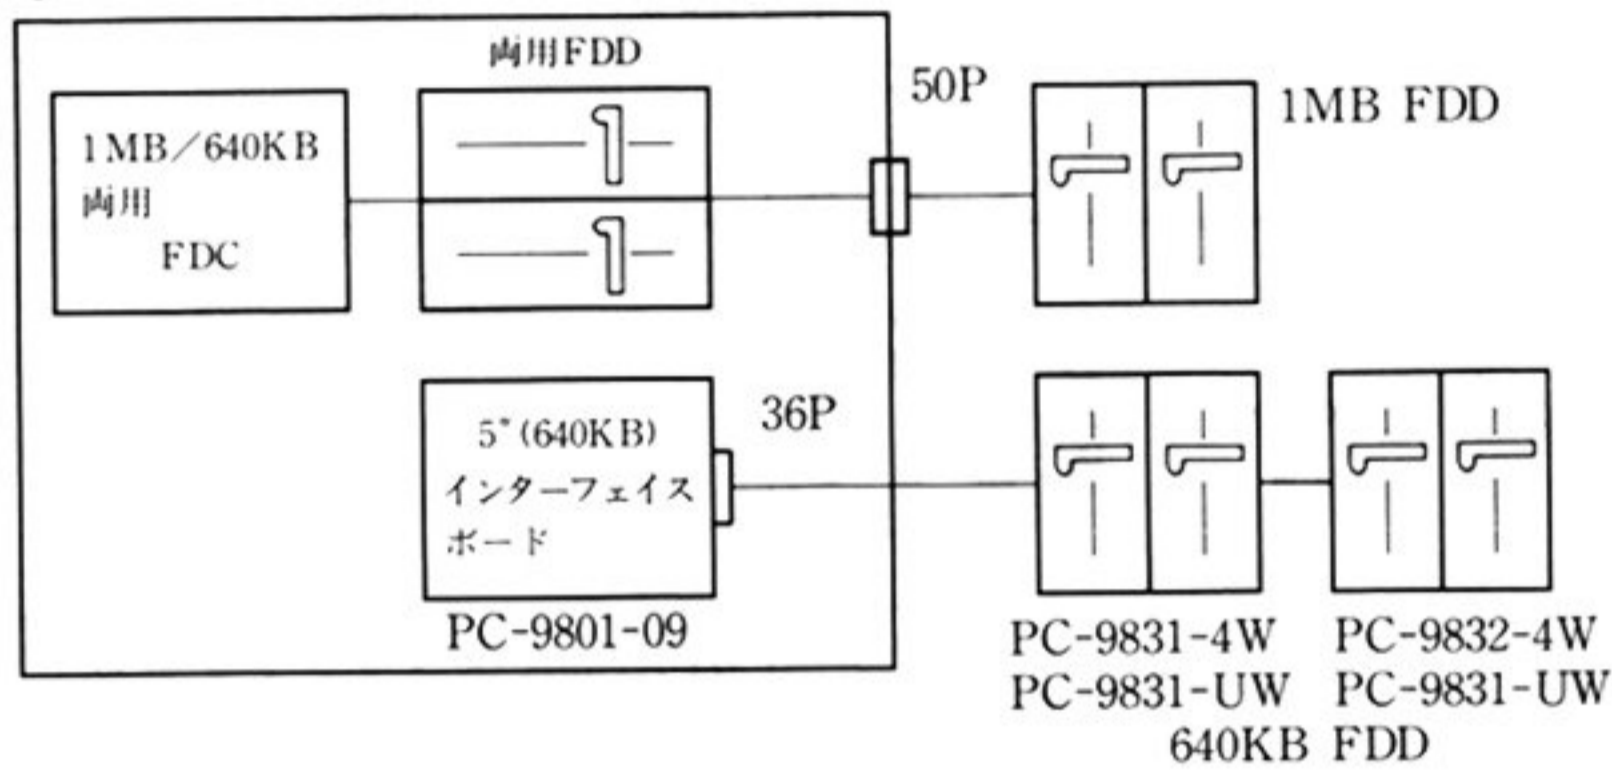 両用FDD
1MB/640KB
両用
FDC
50P
1MB FDD
5"(640KB)
インターフェイス
ボード
36P
PC-9801-09
PC-9831-4W
PC-9831-UW
PC-9832-4W
PC-9831-UW
640KB FDD